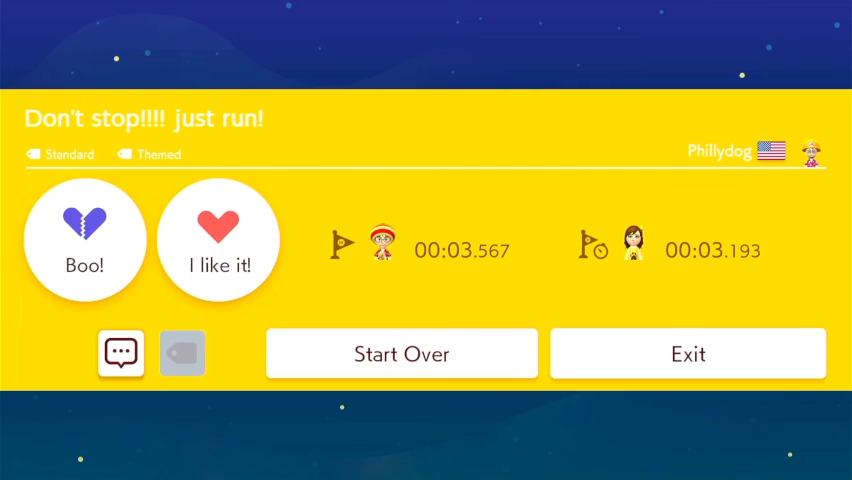 Don't stop!!!! just run!
Standard Themed
Phillydog
Boo!
I like it!
00:03.567
00:03.193
Start Over
Exit